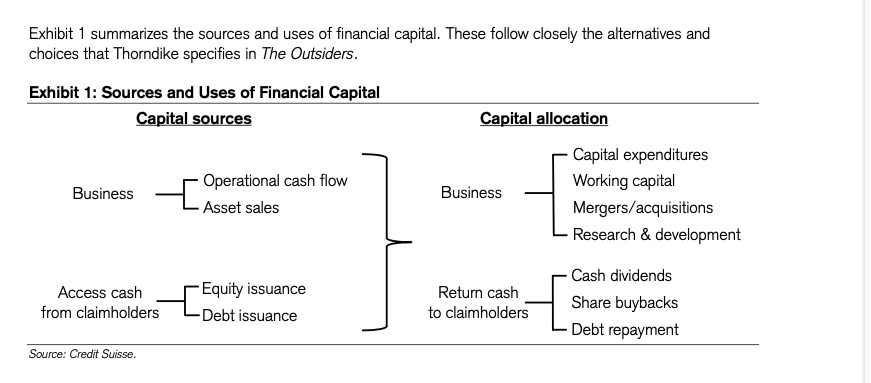 Exhibit 1 summarizes the sources and uses of financial capital. These follow closely the alternatives and
choices that Thorndike specifies in The Outsiders.
Exhibit 1: Sources and Uses of Financial Capital
Capital sources
Business
Operational cash flow
Asset sales
Access cash
from claimholders
Equity issuance
Debt issuance
Capital allocation
Business
Capital expenditures
Working capital
Mergers/acquisitions
Research & development
Return cash
to claimholders
Cash dividends
Share buybacks
Debt repayment
Source: Credit Suisse.